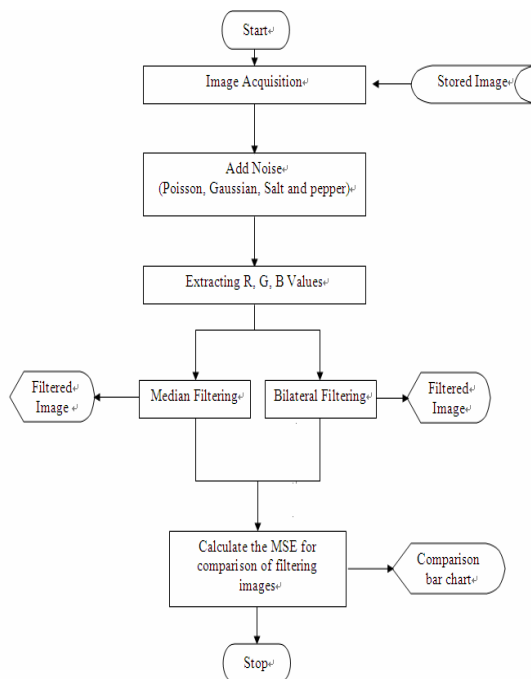 Start
Image Acquisition
Stored Image
Add Noise
(Poisson, Gaussian, Salt and pepper)
Extracting R, G, B Values
Filtered
Image
Median Filtering
Bilateral Filtering
Filtered
Image
Calculate the MSE for
comparison of filtering
images
Comparison
bar chart
Stop